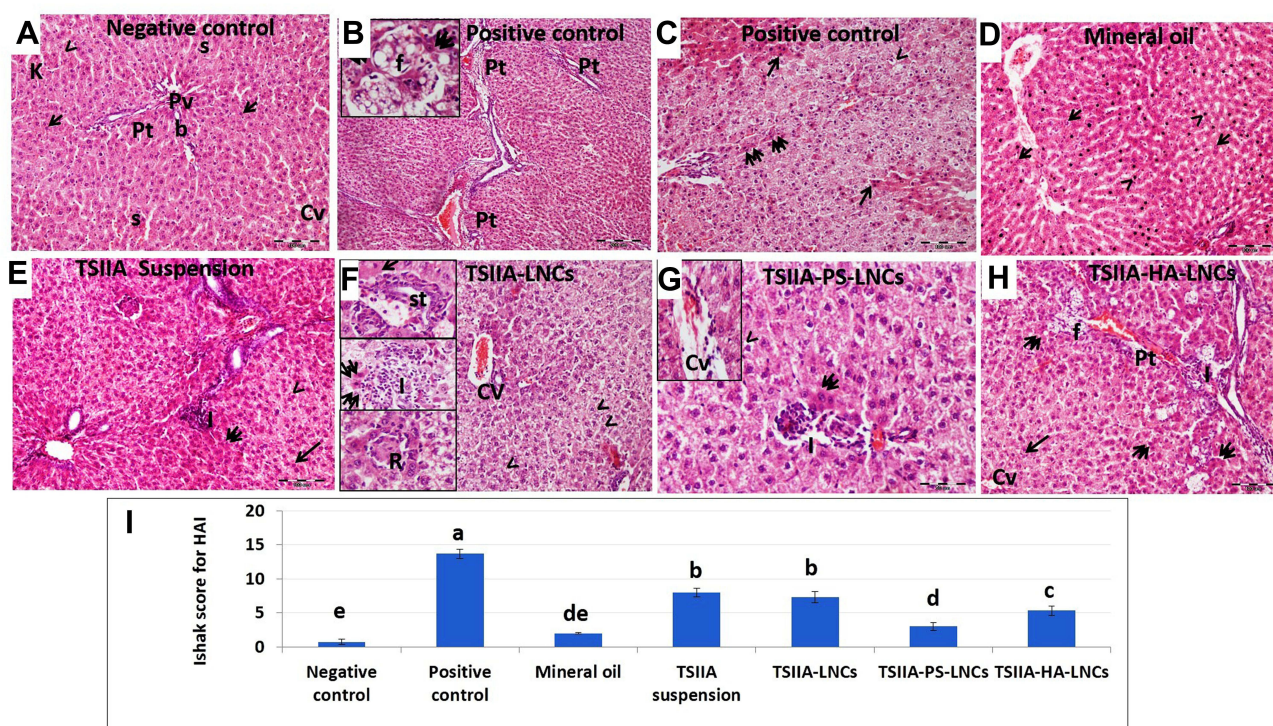 A
Negative control
s
K
Pv
Pt
b
s
Cv
B
Positive control
f
Pt
Pt
Pt
C
Positive control
D
Mineral oil
E
TSIIA Suspension
I
F
TSIIA-LNCs
st
I
R
CV
G
TSIIA-PS-LNCs
Cv
I
H
TSIIA-HA-LNCs
f
Pt
I
Cv
I
Ishak score for HAI
20
15
10
5
0
e
a
de
b
b
d
c
Negative
control
Positive
control
Mineral oil
TSIIA
suspension
TSIIA-LNCs
TSIIA-PS-LNCs
TSIIA-HA-LNCs